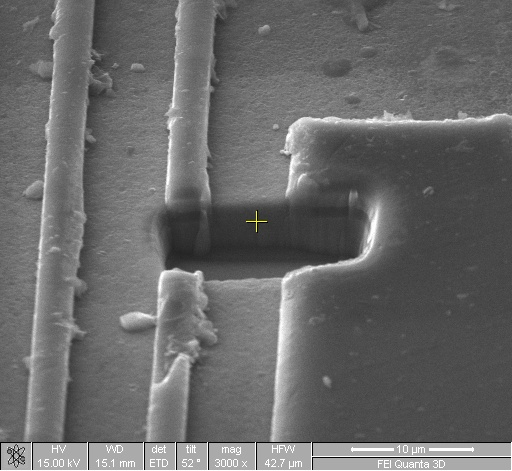 HV WD det tilt mag HFW 10 µm
15.00 kV 15.1 mm ETD 52 ° 3000 x 42.7 µm FEI Quanta 3D